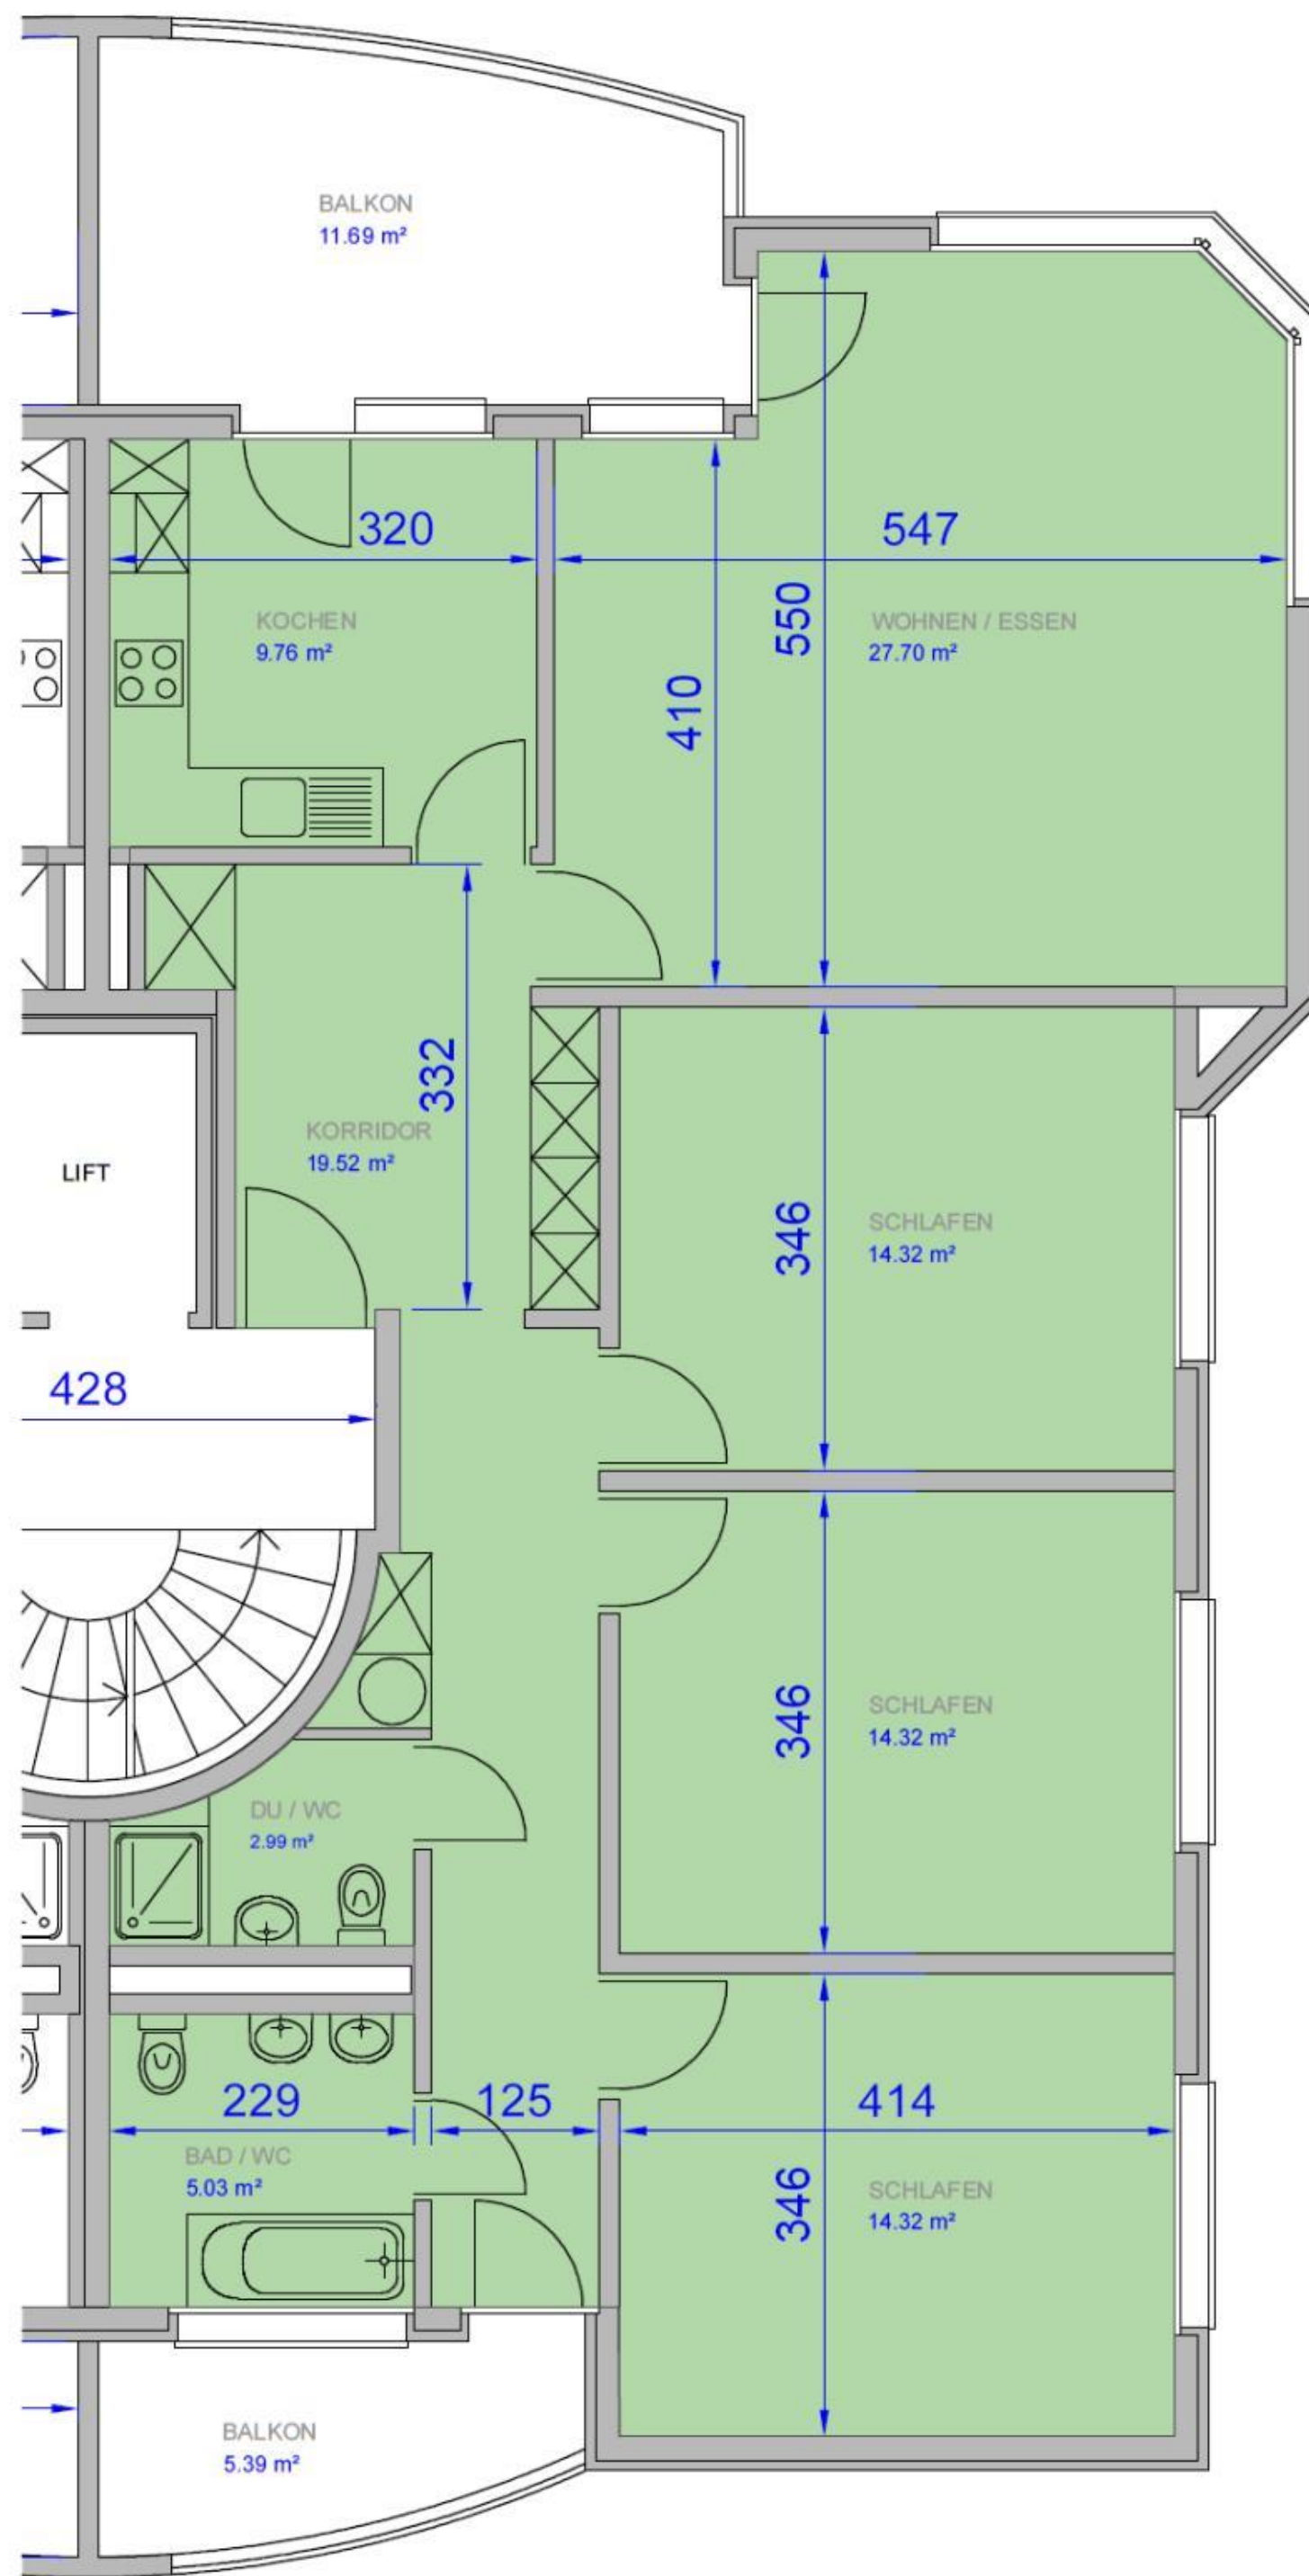 BALKON
11.69 m²
320
547
KOCHEN
9.76 m²
550
WOHNEN / ESSEN
27.70 m²
410
332
KORRIDOR
19.52 m²
LIFT
346
SCHLAFEN
14.32 m²
428
346
SCHLAFEN
14.32 m²
DU / WC
2.99 m²
229
125
414
BAD / WC
5.03 m²
346
SCHLAFEN
14.32 m²
BALKON
5.39 m²